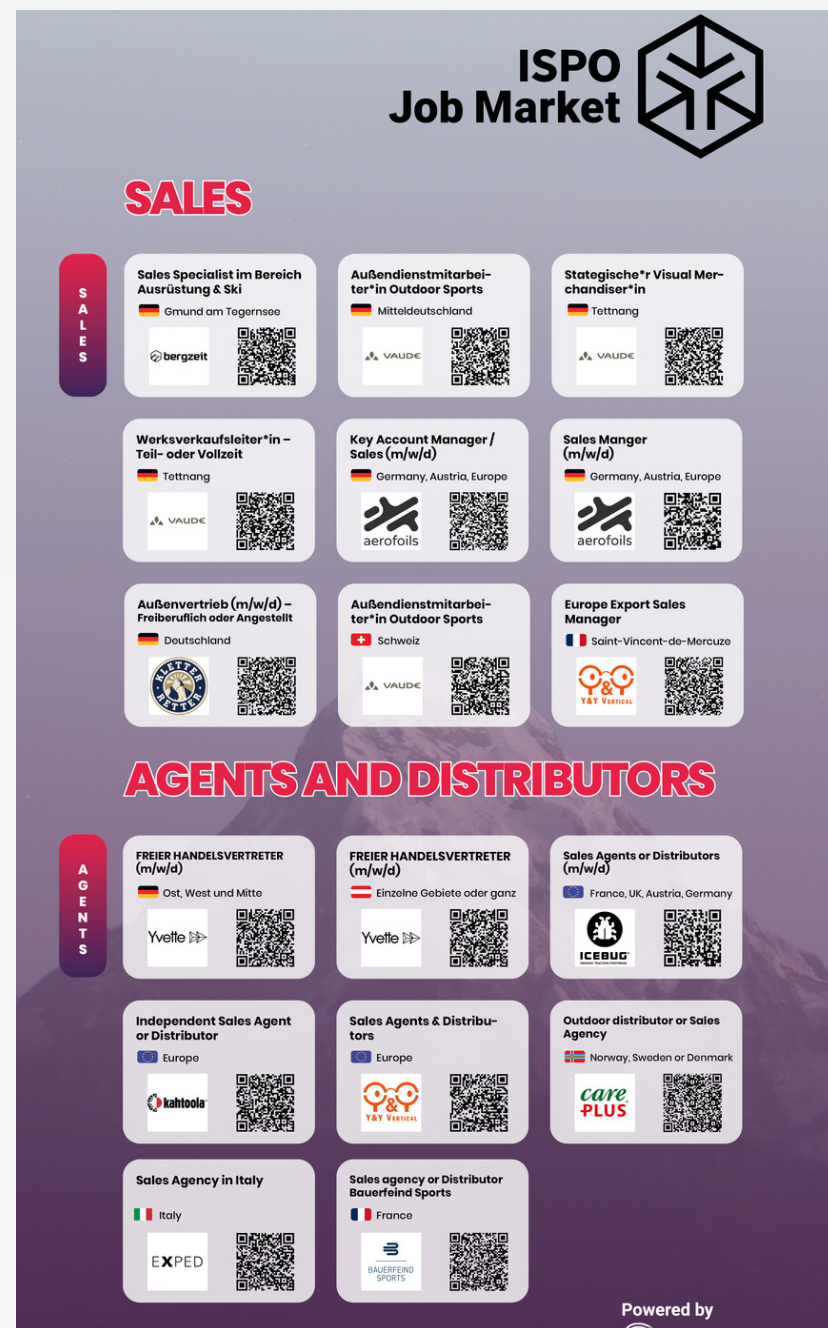 ISPO
Job Market
SALES
SALES
Sales Specialist im Bereich
Ausrüstung & Ski
Gmund am Tegernsee
bergzeit
Außendienstmitarbei-
ter*in Outdoor Sports
Mitteldeutschland
VAUDE
Stategische*r Visual Mer-
chandiser*in
Tettnang
VAUDE
Werksverkaufsleiter*in –
Teil- oder Vollzeit
Tettnang
VAUDE
Key Account Manager /
Sales (m/w/d)
Germany, Austria, Europe
aerofoils
Sales Manger
(m/w/d)
Germany, Austria, Europe
aerofoils
Außenvertrieb (m/w/d) –
Freiberuflich oder Angestellt
Deutschland
KLETTER
RETTER
Außendienstmitarbei-
ter*in Outdoor Sports
Schweiz
VAUDE
Europe Export Sales
Manager
Saint-Vincent-de-Mercuze
Y&Y
Y&Y VERTICAL
AGENTS AND DISTRIBUTORS
AGENTS
FREIER HANDELSVERTRETER
(m/w/d)
Ost, West und Mitte
Yvette
FREIER HANDELSVERTRETER
(m/w/d)
Einzelne Gebiete oder ganz
Yvette
Sales Agents or Distributors
(m/w/d)
France, UK, Austria, Germany
ICEBUG
Independent Sales Agent
or Distributor
Europe
kahtoola
Sales Agents & Distribu-
tors
Europe
Y&Y
Y&Y VERTICAL
Outdoor distributor or Sales
Agency
Norway, Sweden or Denmark
care
PLUS
Sales Agency in Italy
Italy
EXPED
Sales agency or Distributor
Bauerfeind Sports
France
BAUERFEIND
SPORTS
Powered by